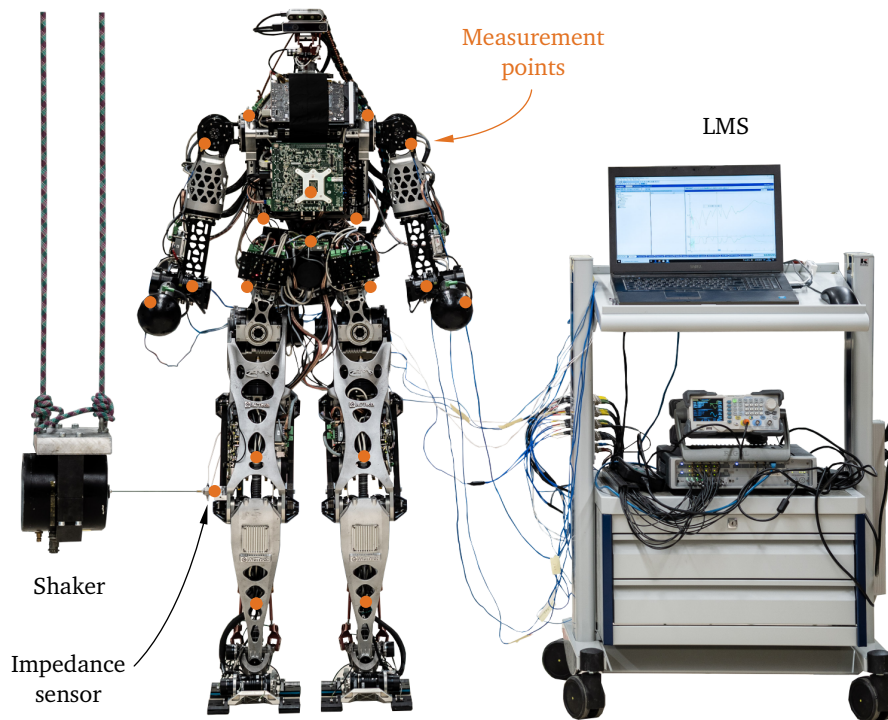 Measurement
points
LMS
Shaker
Impedance
sensor